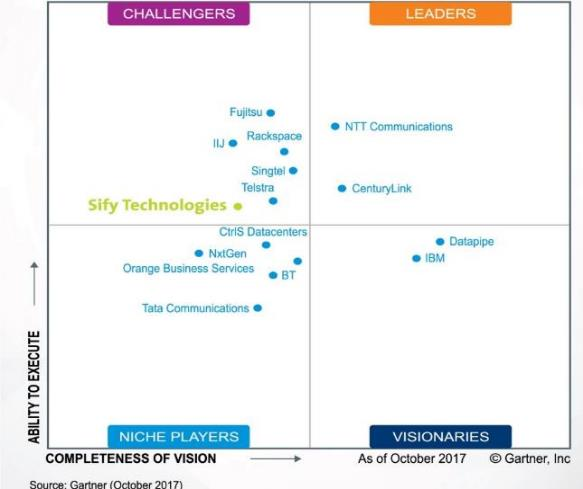 CHALLENGERS
LEADERS
Fujitsu
NTT Communications
Rackspace
IIJ
Singtel
Telstra
CenturyLink
Sify Technologies
CtrlS Datacenters
Datapipe
NxtGen
IBM
Orange Business Services
BT
Tata Communications
ABILITY TO EXECUTE
NICHE PLAYERS
VISIONARIES
COMPLETENESS OF VISION
As of October 2017
© Gartner, Inc
Source: Gartner (October 2017)